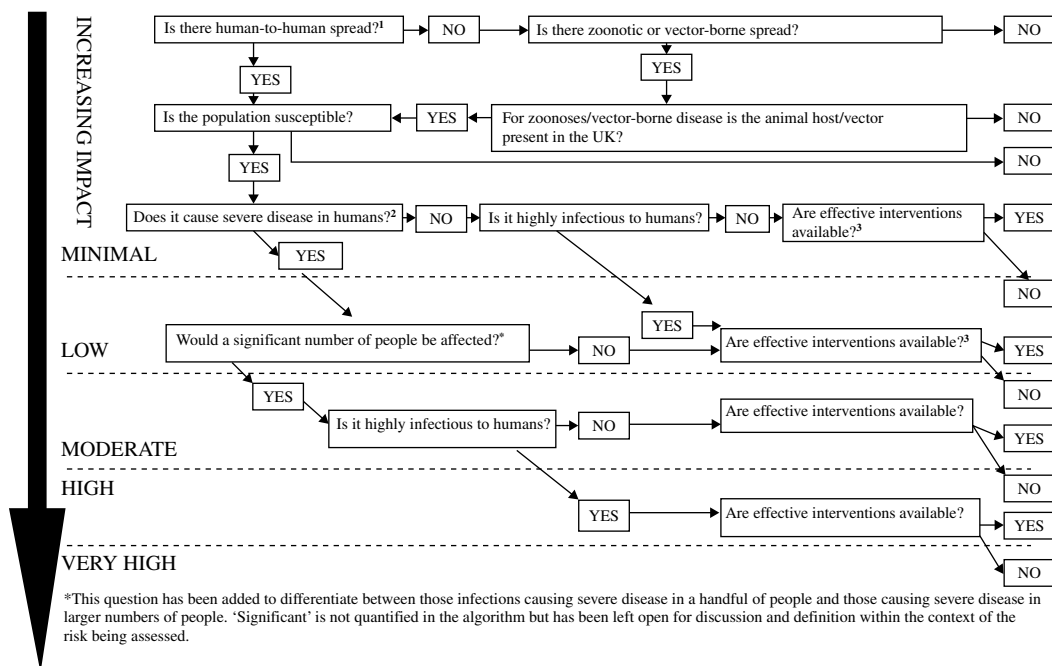 INCREASING IMPACT
Is there human-to-human spread?1
NO
Is there zoonotic or vector-borne spread?
NO
YES
YES
Is the population susceptible?
YES
For zoonoses/vector-borne disease is the animal host/vector
present in the UK?
NO
NO
YES
Does it cause severe disease in humans?2
NO
Is it highly infectious to humans?
NO
Are effective interventions
available?3
YES
MINIMAL
YES
NO
YES
LOW
Would a significant number of people be affected?*
NO
Are effective interventions available?3
YES
NO
YES
Is it highly infectious to humans?
NO
Are effective interventions available?
YES
MODERATE
NO
HIGH
YES
Are effective interventions available?
YES
VERY HIGH
NO
*This question has been added to differentiate between those infections causing severe disease in a handful of people and those causing severe disease in
larger numbers of people. ‘Significant’ is not quantified in the algorithm but has been left open for discussion and definition within the context of the
risk being assessed.